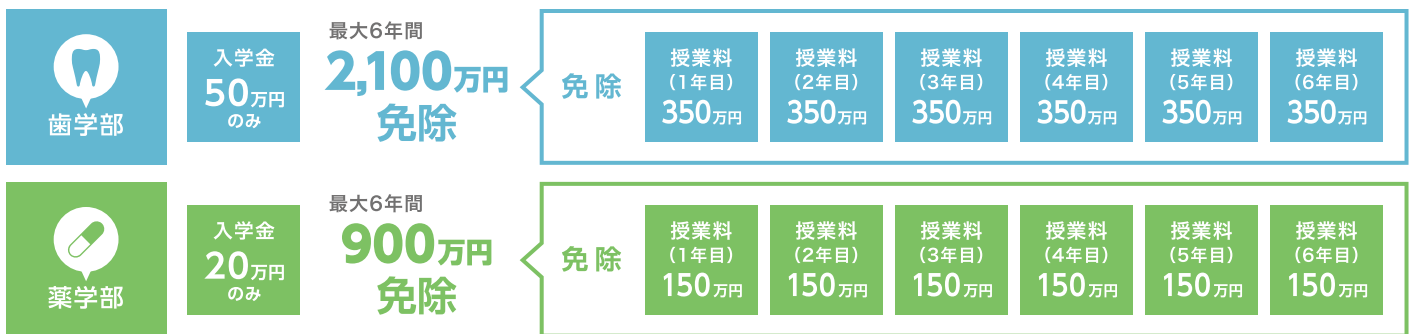 歯学部
入学金
50万円
のみ
最大6年間
2,100万円
免除
免除
授業料
（1年目）
350万円
授業料
（2年目）
350万円
授業料
（3年目）
350万円
授業料
（4年目）
350万円
授業料
（5年目）
350万円
授業料
（6年目）
350万円
薬学部
入学金
20万円
のみ
最大6年間
900万円
免除
免除
授業料
（1年目）
150万円
授業料
（2年目）
150万円
授業料
（3年目）
150万円
授業料
（4年目）
150万円
授業料
（5年目）
150万円
授業料
（6年目）
150万円